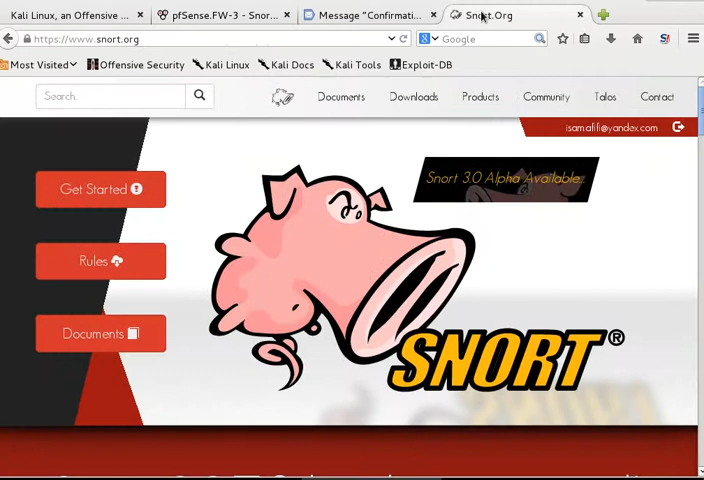 Kali Linux, an Offensive ... pfSense.FW-3 - Snor... Message "Confirmati... Snort.Org
https://www.snort.org Google
Most Visited Offensive Security Kali Linux Kali Docs Kali Tools Exploit-DB
Search... Documents Downloads Products Community Talos Contact
isam.afifi@yandex.com
Snort 3.0 Alpha Available...
Get Started
Rules
Documents
SNORT®